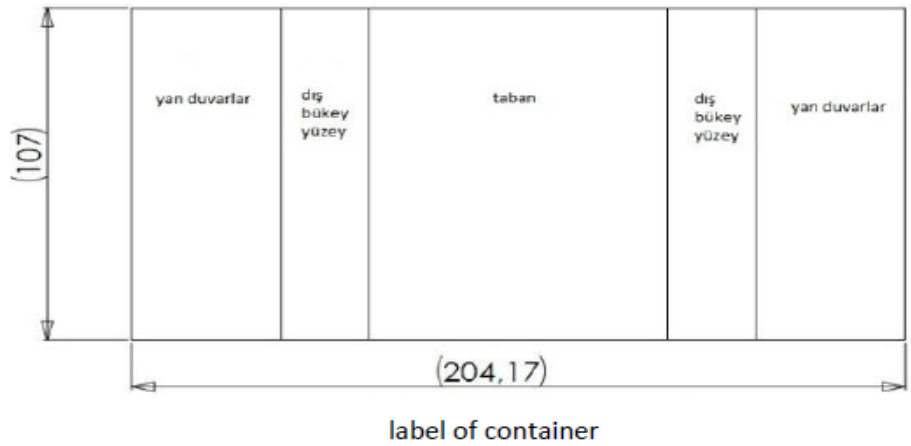 yan duvarlar
dış
bükey
yüzey
taban
dış
bükey
yüzey
yan duvarlar
(107)
(204,17)
label of container